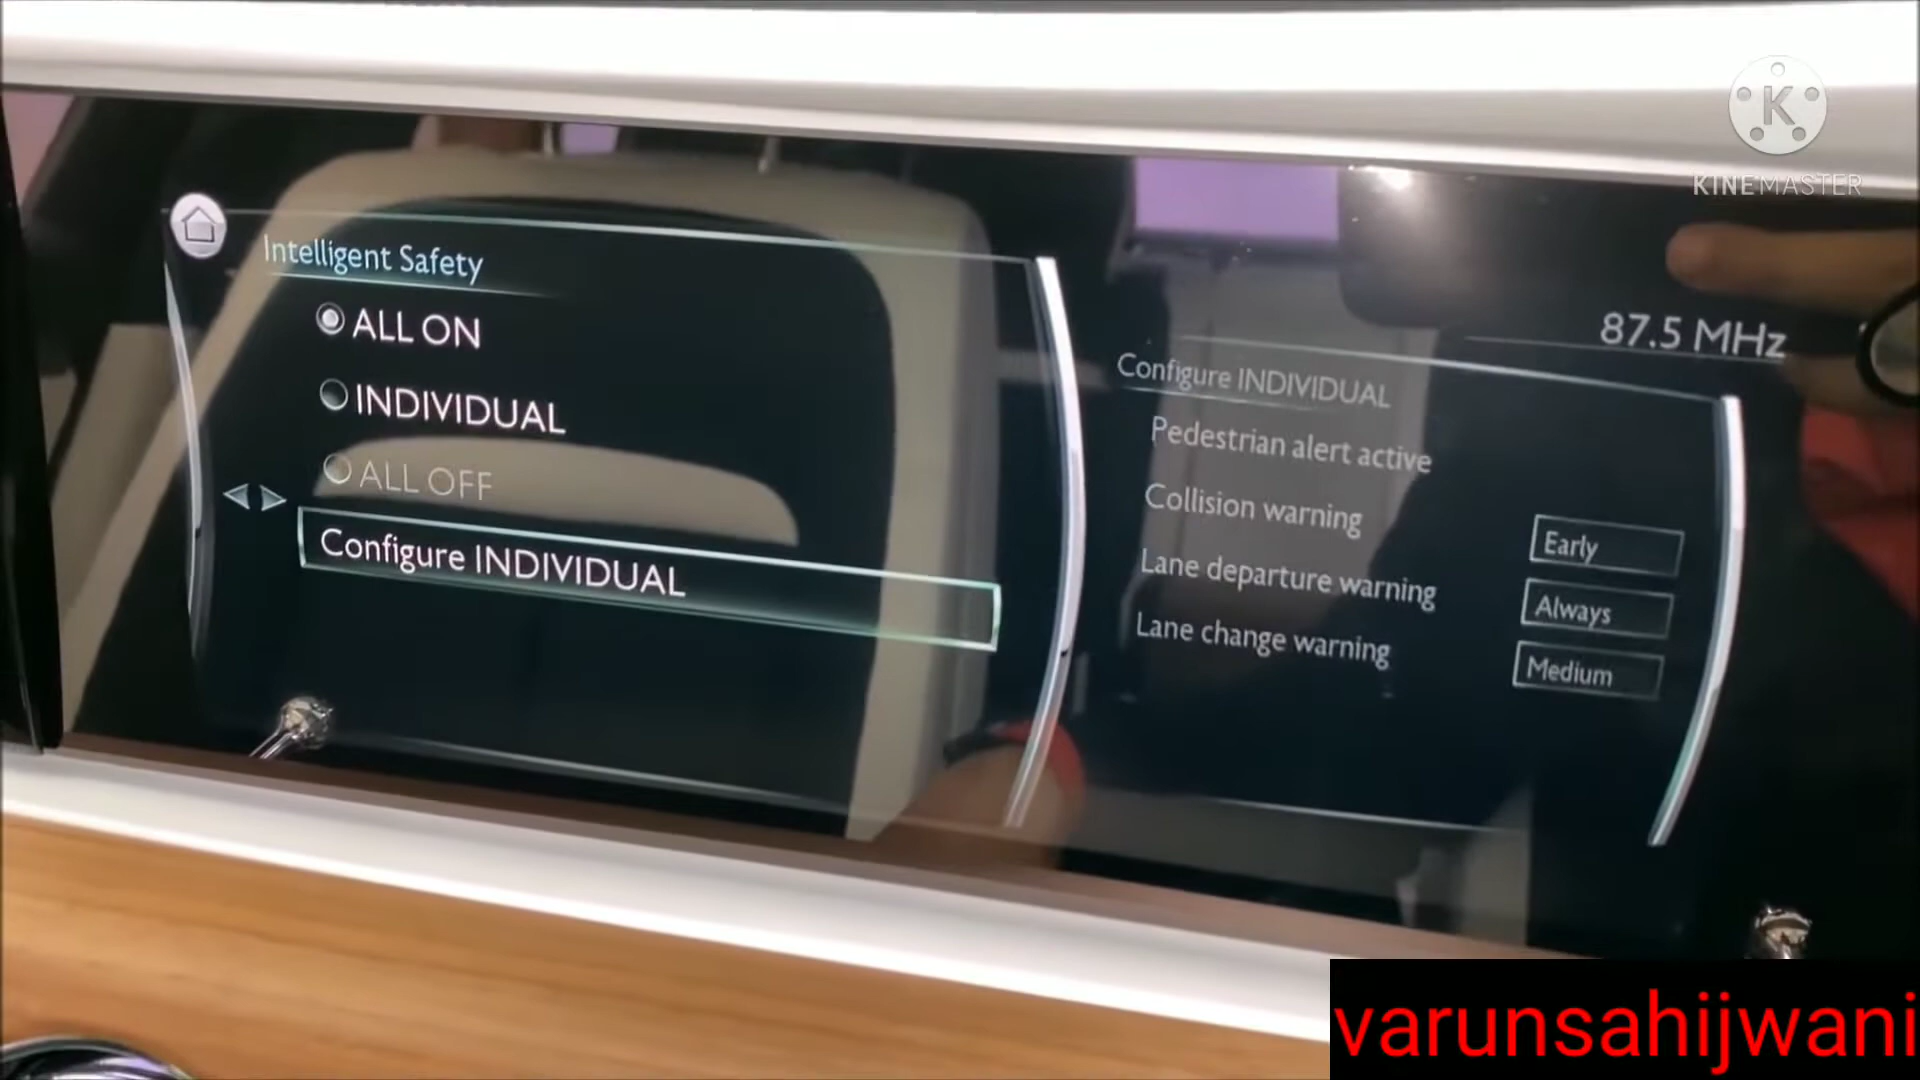 K
KINEMASTER
Intelligent Safety
ALL ON
INDIVIDUAL
ALL OFF
Configure INDIVIDUAL
87.5 MHz
Configure INDIVIDUAL
Pedestrian alert active
Collision warning
Early
Lane departure warning
Always
Lane change warning
Medium
varunsahijwani